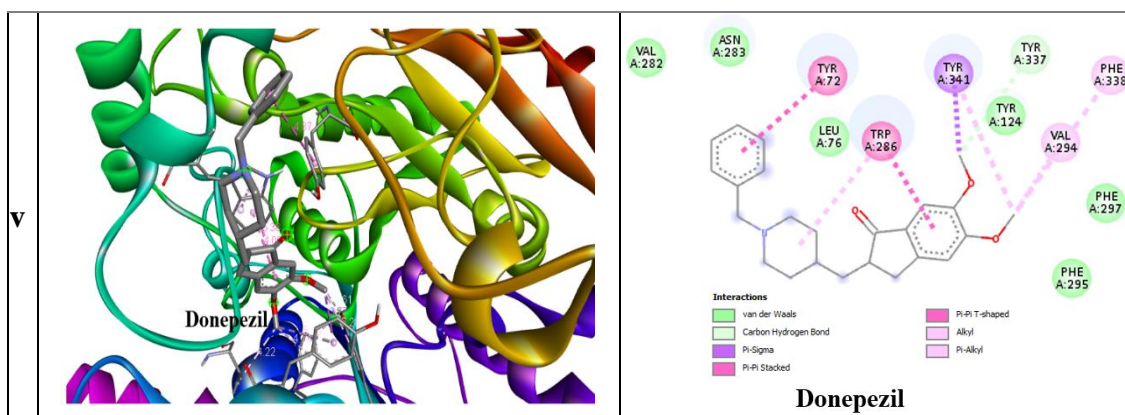 v
Donepezil
VAL
A:282
ASN
A:283
TYR
A:72
TYR
A:341
TYR
A:337
PHE
A:338
LEU
A:76
TRP
A:286
TYR
A:124
VAL
A:294
PHE
A:297
PHE
A:295
N
O
O
O
Interactions
van der Waals
Carbon Hydrogen Bond
Pi-Sigma
Pi-Pi Stacked
Pi-Pi T-shaped
Alkyl
Pi-Alkyl
Donepezil